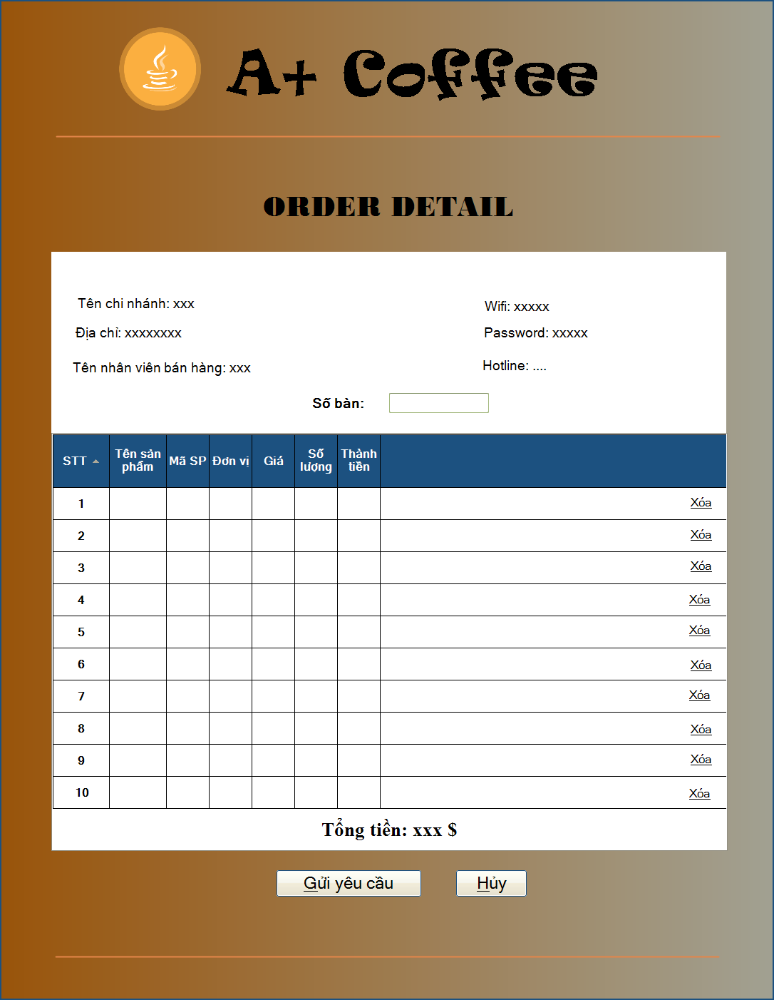 A+ Coffee
ORDER DETAIL
Tên chi nhánh: xxx
Wifi: xxxxx
Địa chỉ: xxxxxxxx
Password: xxxxx
Tên nhân viên bán hàng: xxx
Hotline: ....
Số bàn:
STT Tên sản phẩm Mã SP Đơn vị Giá Số lượng Thành tiền
1 Xóa
2 Xóa
3 Xóa
4 Xóa
5 Xóa
6 Xóa
7 Xóa
8 Xóa
9 Xóa
10 Xóa
Tổng tiền: xxx $
Gửi yêu cầu
Hủy